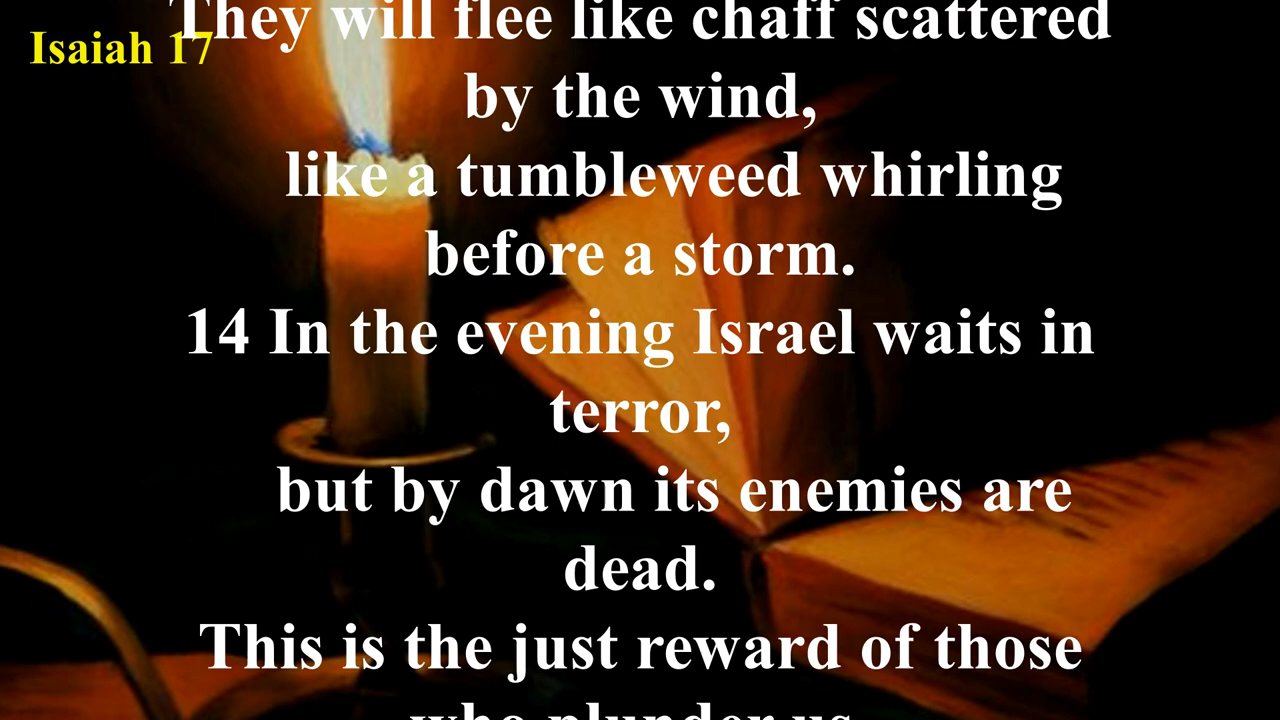 Isaiah 17
They will flee like chaff scattered
by the wind,
like a tumbleweed whirling
before a storm.
14 In the evening Israel waits in
terror,
but by dawn its enemies are
dead.
This is the just reward of those
who plunder us